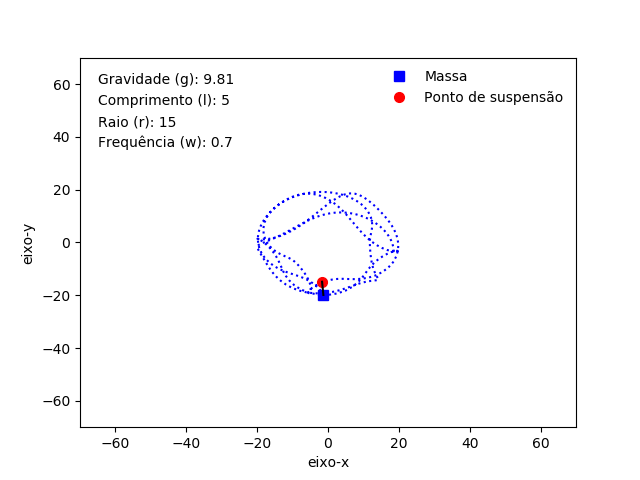 Gravidade (g): 9.81
Comprimento (l): 5
Raio (r): 15
Frequência (w): 0.7
Massa
Ponto de suspensão
60
40
20
0
−20
−40
−60
eixo-y
−60
−40
−20
0
20
40
60
eixo-x